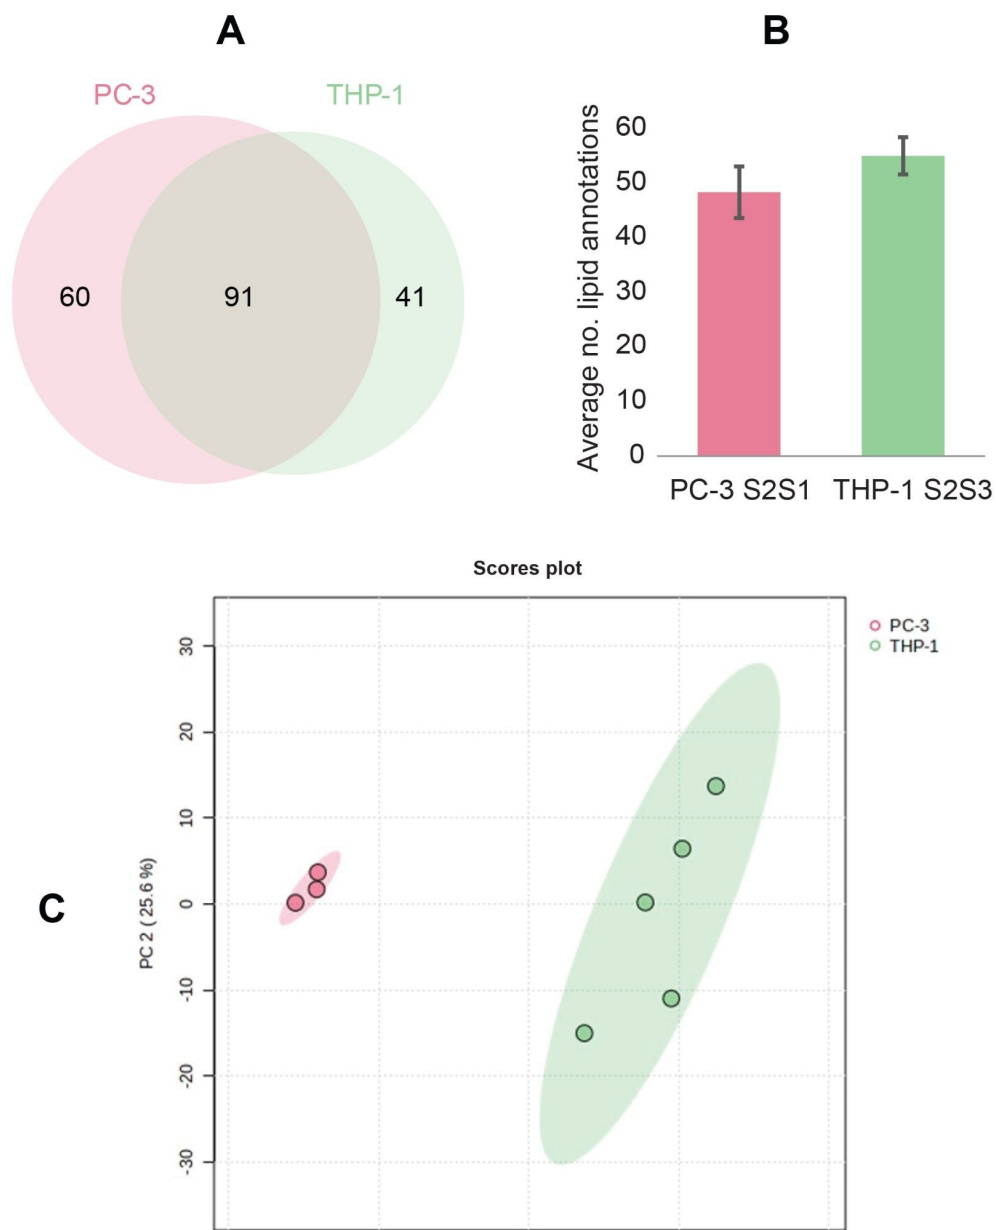 A
B
PC-3
THP-1
60
91
41
Average no. lipid annotations
60
50
40
30
20
10
0
PC-3 S2S1
THP-1 S2S3
C
Scores plot
PC 2 ( 25.6 %)
30
20
10
0
-10
-20
-30
PC-3
THP-1